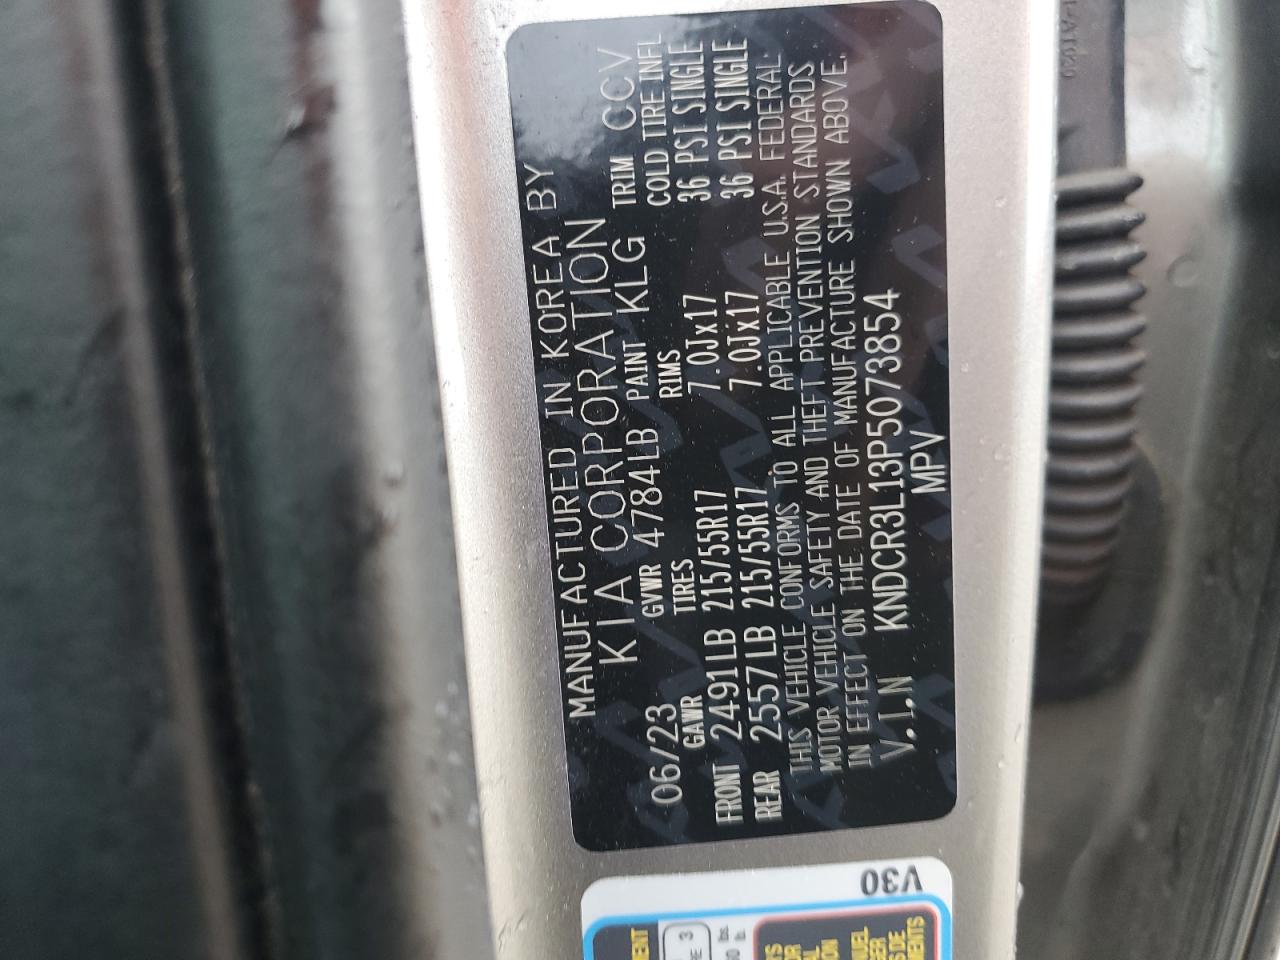 MANUFACTURED IN KOREA BY
KIA CORPORATION
06/23 GVWR 4784LB PAINT KLG TRIM CCV
GAWR TIRES RIMS COLD TIRE INFL
FRONT 2491LB 215/55R17 7.0Jx17 36 PSI SINGLE
REAR 2557LB 215/55R17 7.0Jx17 36 PSI SINGLE
THIS VEHICLE CONFORMS TO ALL APPLICABLE U.S.A. FEDERAL
MOTOR VEHICLE SAFETY AND THEFT PREVENTION STANDARDS
IN EFFECT ON THE DATE OF MANUFACTURE SHOWN ABOVE.
V.I.N KNDCR3L13P5073854
MPV
V30